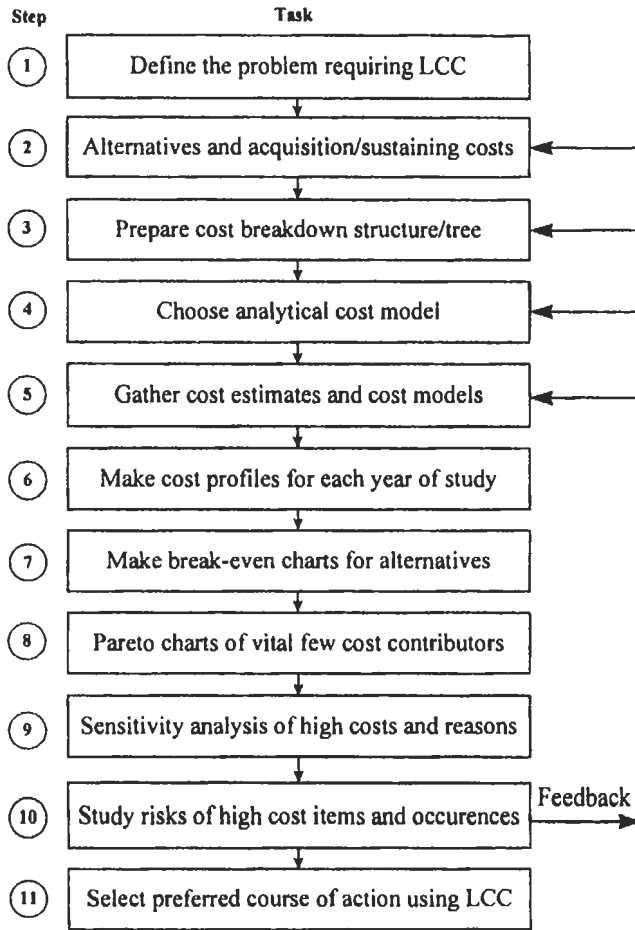 Step Task
1 Define the problem requiring LCC
2 Alternatives and acquisition/sustaining costs
3 Prepare cost breakdown structure/tree
4 Choose analytical cost model
5 Gather cost estimates and cost models
6 Make cost profiles for each year of study
7 Make break-even charts for alternatives
8 Pareto charts of vital few cost contributors
9 Sensitivity analysis of high costs and reasons
10 Study risks of high cost items and occurences Feedback
11 Select preferred course of action using LCC